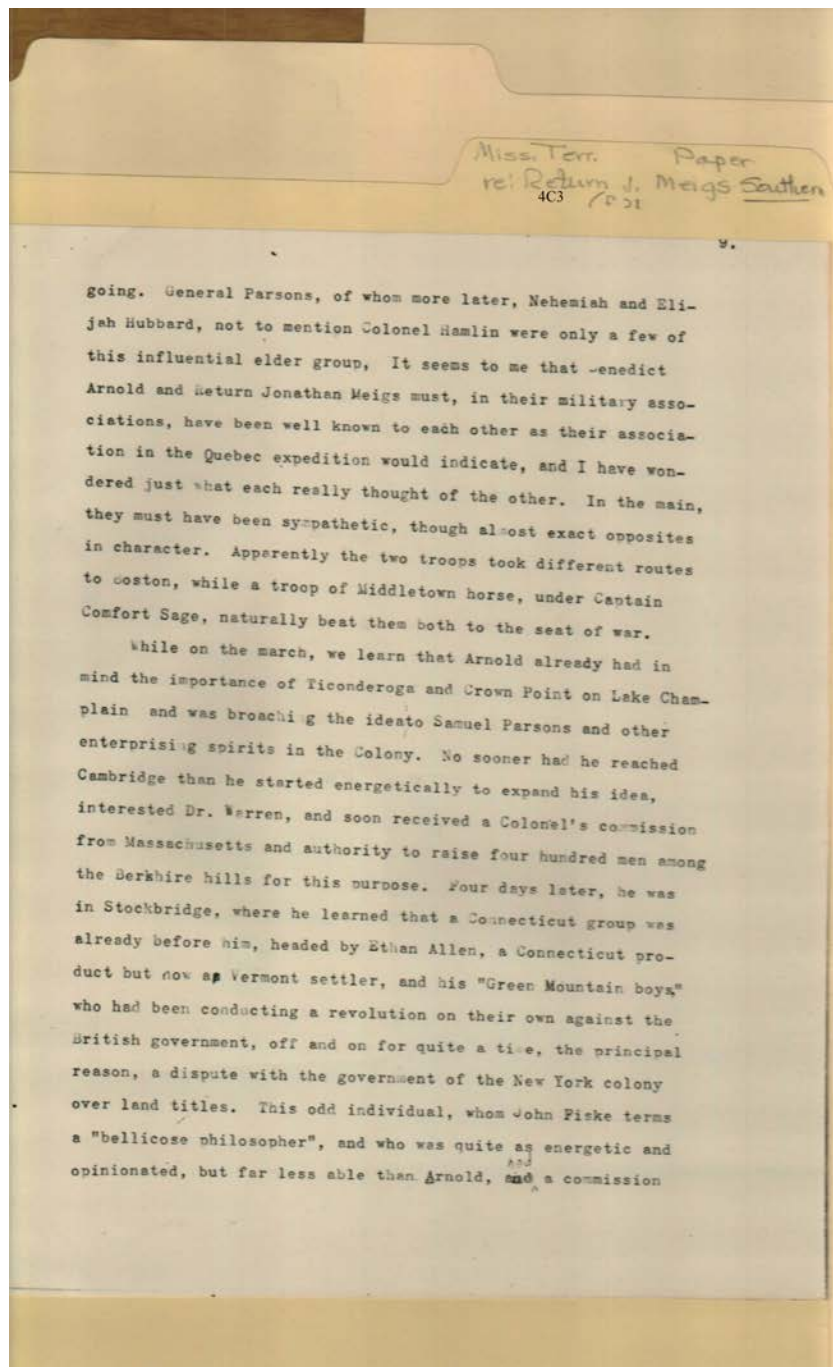 Miss. Terr. Paper
re: Return J. Meigs Southern
4C3
9.
going. General Parsons, of whom more later, Nehemiah and Eli-
jah Hubbard, not to mention Colonel Hamlin were only a few of
this influential elder group, It seems to me that Benedict
Arnold and Return Jonathan Meigs must, in their military asso-
ciations, have been well known to each other as their associa-
tion in the Quebec expedition would indicate, and I have won-
dered just what each really thought of the other. In the main,
they must have been sympathetic, though almost exact opposites
in character. Apparently the two troops took different routes
to Boston, while a troop of Middletown horse, under Captain
Comfort Sage, naturally beat them both to the seat of war.
While on the march, we learn that Arnold already had in
mind the importance of Ticonderoga and Crown Point on Lake Cham-
plain and was broaching the ideato Samuel Parsons and other
enterprising spirits in the Colony. No sooner had he reached
Cambridge than he started energetically to expand his idea,
interested Dr. Warren, and soon received a Colonel's commission
from Massachusetts and authority to raise four hundred men among
the Berkhire hills for this purpose. Four days later, he was
in Stockbridge, where he learned that a Connecticut group was
already before him, headed by Ethan Allen, a Connecticut pro-
duct but now a Vermont settler, and his "Green Mountain boys,"
who had been conducting a revolution on their own against the
British government, off and on for quite a time, the principal
reason, a dispute with the government of the New York colony
over land titles. This odd individual, whom John Fiske terms
a "bellicose philosopher", and who was quite as energetic and
opinionated, but far less able than Arnold, had a commission